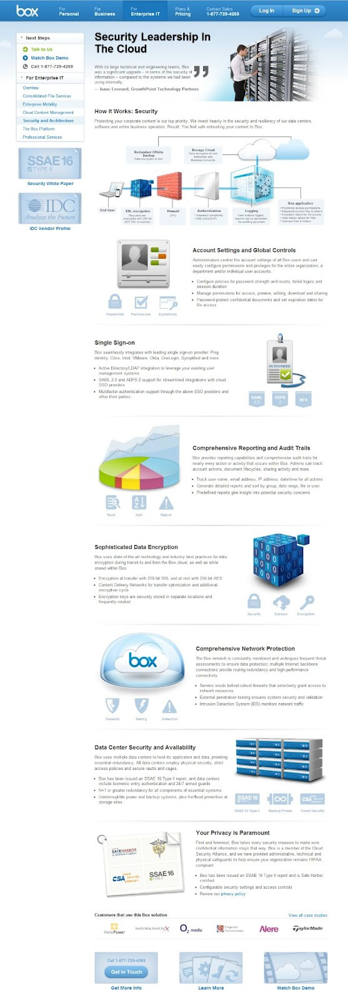 box
For
Personal
For
Business
For
Enterprise IT
Plans &
Pricing
Contact Sales
1-877-729-4269
Log In
Sign Up
Next Steps
Talk to Us
Watch Box Demo
Call 1-877-729-4269
For Enterprise IT
Overview
Consolidated File Services
Enterprise Mobility
Cloud Content Management
Security and Architecture
The Box Platform
Professional Services
SSAE 16
TYPE II
Security White Paper
IDC
Analyze the Future
IDC Vendor Profile
Security Leadership In
The Cloud
With its large technical and engineering teams, Box
was a significant upgrade – in terms of the security of
information – compared to the systems we had been
using internally.
— Isaac Leonard, GrowthPoint Technology Partners
How It Works: Security
Protecting your corporate content is our top priority. We invest heavily in the security and resiliency of our data centers,
software and entire business operation. Result: You feel safe entrusting your content to Box.
Redundant Offsite
Backup
Data encrypted at rest
Storage Cloud
Data encrypted at rest
Enterprise and
Business Accounts
End User
SSL encryption
Requests are
encrypted with 256 bit
AES SSL encryption.
Firewall
Authentication
Password complexity
SSO (AD/LDAP)
Logging
User actions logged,
reports can be generated
for auditing purposes
Box application
File/folder access permissions
Password protect files & folders
Expiration dates for file access
Auto delete option for files
Use/see files & folders
Account Settings and Global Controls
Administrators control the account settings of all Box users and can
easily configure permissions and privileges for the entire organization, a
department and/or individual user accounts.
• Configure policies for password strength and resets, failed logins and
session duration
• Manage permissions for access, preview, editing, download and sharing
• Password-protect confidential documents and set expiration dates for
file access
Passwords
Permissions
Expirations
Single Sign-on
Box seamlessly integrates with leading single sign-on provider: Ping
Identity, Citrix, Intel, VMware, Okta, OneLogin, Symplified and more.
• Active Directory/LDAP integration to leverage your existing user
management systems
• SAML 2.0 and ADFS 2 support for streamlined integrations with cloud
SSO providers
• Multifactor authentication support through the above SSO providers and
other third parties
AUTHORIZED
SAML
2.0
ADFS
2
MFA
Comprehensive Reporting and Audit Trails
Box provides reporting capabilities and comprehensive audit trails for
nearly every action or activity that occurs within Box. Admins can track
account actions, document lifecycles, sharing activity and more.
• Track user name, email address, IP address, date/time for all actions
• Generate detailed reports and sort by group, date range, file or user
• Predefined reports give insight into potential security concerns
A Z
Z
Track
Sort
Report
Sophisticated Data Encryption
Box uses state-of-the-art technology and industry best practices for data
encryption during transit to and from the Box cloud, as well as while
stored within Box.
• Encryption at transfer with 256-bit SSL and at rest with 256-bit AES
• Content Delivery Networks for transfer optimization and additional
encryption cycle
• Encryption keys are securely stored in separate locations and
frequently rotated
Security
Delivery
Encryption
box
Comprehensive Network Protection
The Box network is constantly monitored and undergoes frequent threat
assessments to ensure data protection; multiple Internet backbone
connections provide routing redundancy and high-performance
connectivity.
• Servers reside behind robust firewalls that selectively grant access to
network resources
• External penetration testing ensures system security and validation
• Intrusion Detection System (IDS) monitors network traffic
Firewalls
Testing
Detection
Data Center Security and Availability
Box uses multiple data centers to host its application and data, providing
essential redundancy. All data centers employ physical security, strict
access policies and secure vaults and cages.
• Box has been issued an SSAE 16 Type II report, and data centers
include biometric entry authentication and 24/7 armed guards
• N+1 or greater redundancy for all components of essential systems
• Uninterruptible power and backup systems, plus fire/flood prevention at
storage sites
SSAE 16
CSA
SSAE 16 Type II
Backup Power
Cloud Security
Your Privacy is Paramount
First and foremost, Box takes every security measure to make sure
confidential information stays that way. Box is a member of the Cloud
Security Alliance, and we have provided administrative, technical and
physical safeguards to help ensure your organization remains HIPAA
compliant.
• Box has been issued an SSAE 16 Type II report and is Safe Harbor
certified
• Configurable security settings and access controls
• Review our privacy policy
SAFEHARBOR
CSA cloud security alliance
SSAE16
TYPE II
Customers that use this Box solution
View all case studies
HelioPower
SAATCHI & SAATCHI X
O2 media
Alere
TaylorMade
Call 1-877-729-4269
Get In Touch
Get More Info
Learn More
Watch Box Demo